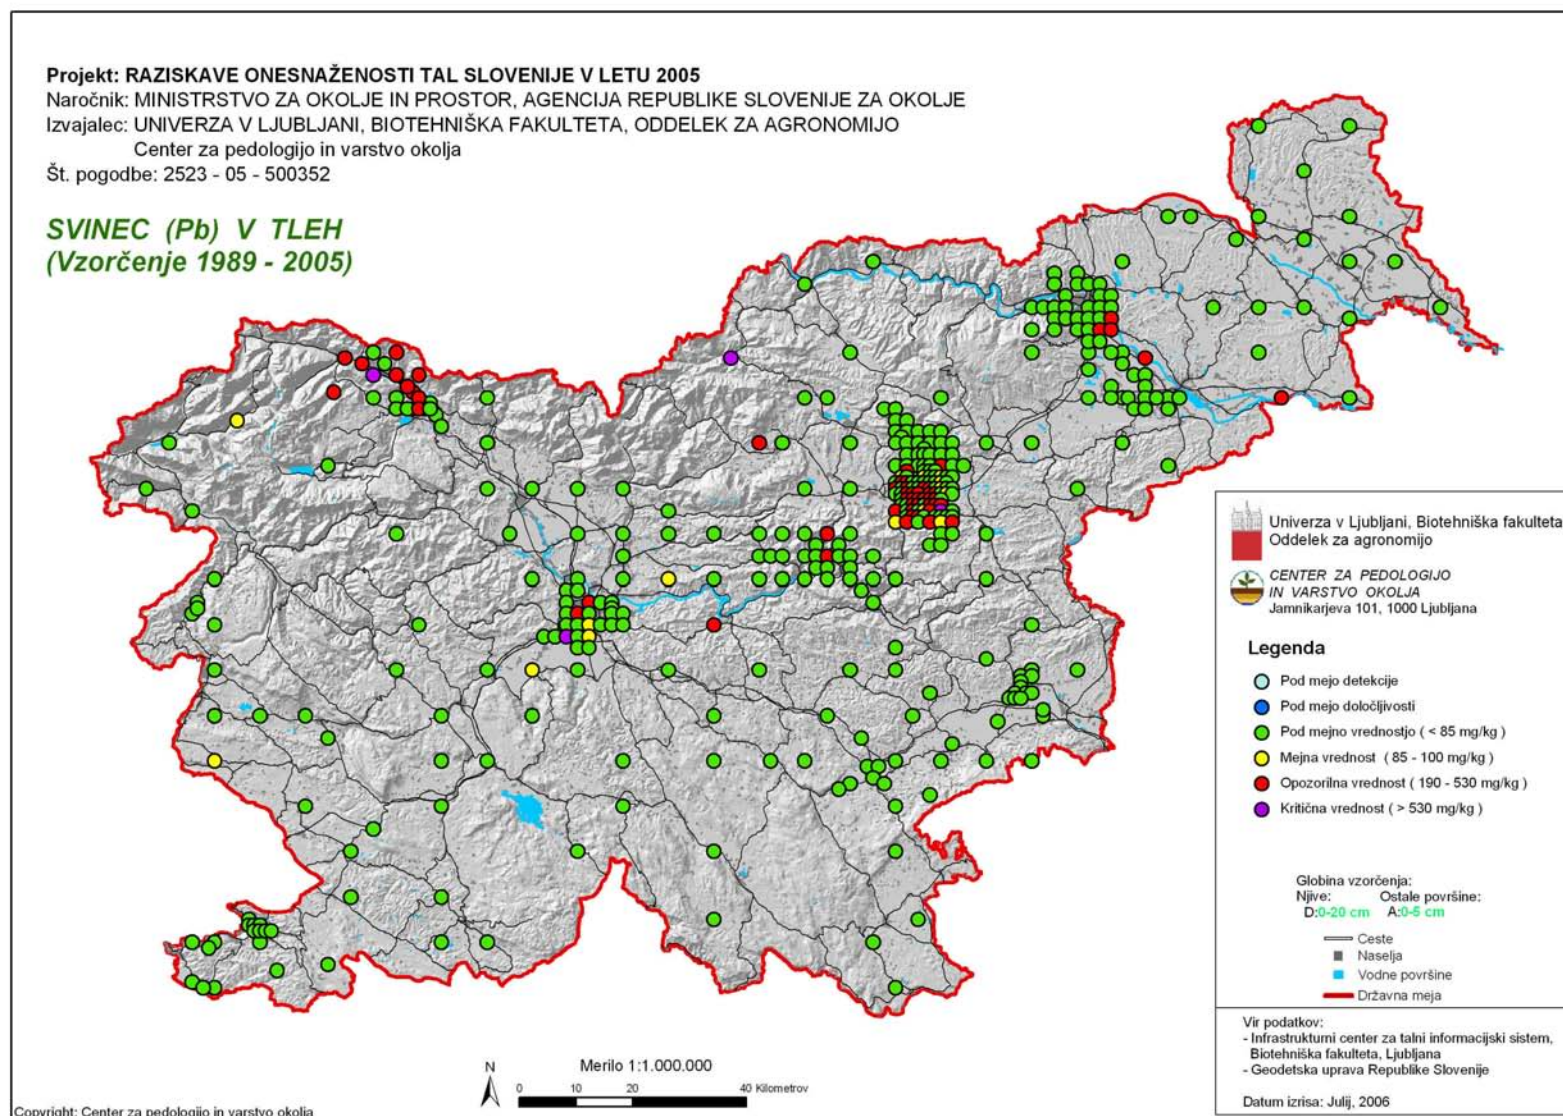 Projekt: RAZISKAVE ONESNAŽENOSTI TAL SLOVENIJE V LETU 2005
Naročnik: MINISTRSTVO ZA OKOLJE IN PROSTOR, AGENCIJA REPUBLIKE SLOVENIJE ZA OKOLJE
Izvajalec: UNIVERZA V LJUBLJANI, BIOTEHNIŠKA FAKULTETA, ODDELEK ZA AGRONOMIJO
Center za pedologijo in varstvo okolja
Št. pogodbe: 2523 - 05 - 500352
SVINEC (Pb) V TLEH
(Vzorčenje 1989 - 2005)
Univerza v Ljubljani, Biotehniška fakulteta
Oddelek za agronomijo
CENTER ZA PEDOLOGIJO
IN VARSTVO OKOLJA
Jamnikarjeva 101, 1000 Ljubljana
Legenda
Pod mejo detekcije
Pod mejo določljivosti
Pod mejno vrednostjo ( < 85 mg/kg )
Mejna vrednost ( 85 - 100 mg/kg )
Opozorilna vrednost ( 190 - 530 mg/kg )
Kritična vrednost ( > 530 mg/kg )
Globina vzorčenja:
Njive: Ostale površine:
D:0-20 cm A:0-5 cm
Ceste
Naselja
Vodne površine
Državna meja
Vir podatkov:
- Infrastrukturni center za talni informacijski sistem,
Biotehniška fakulteta, Ljubljana
- Geodetska uprava Republike Slovenije
Datum izrisa: Julij, 2006
N
Merilo 1:1.000.000
0 10 20 40 Kilometrov
Copyright: Center za pedologijo in varstvo okolja